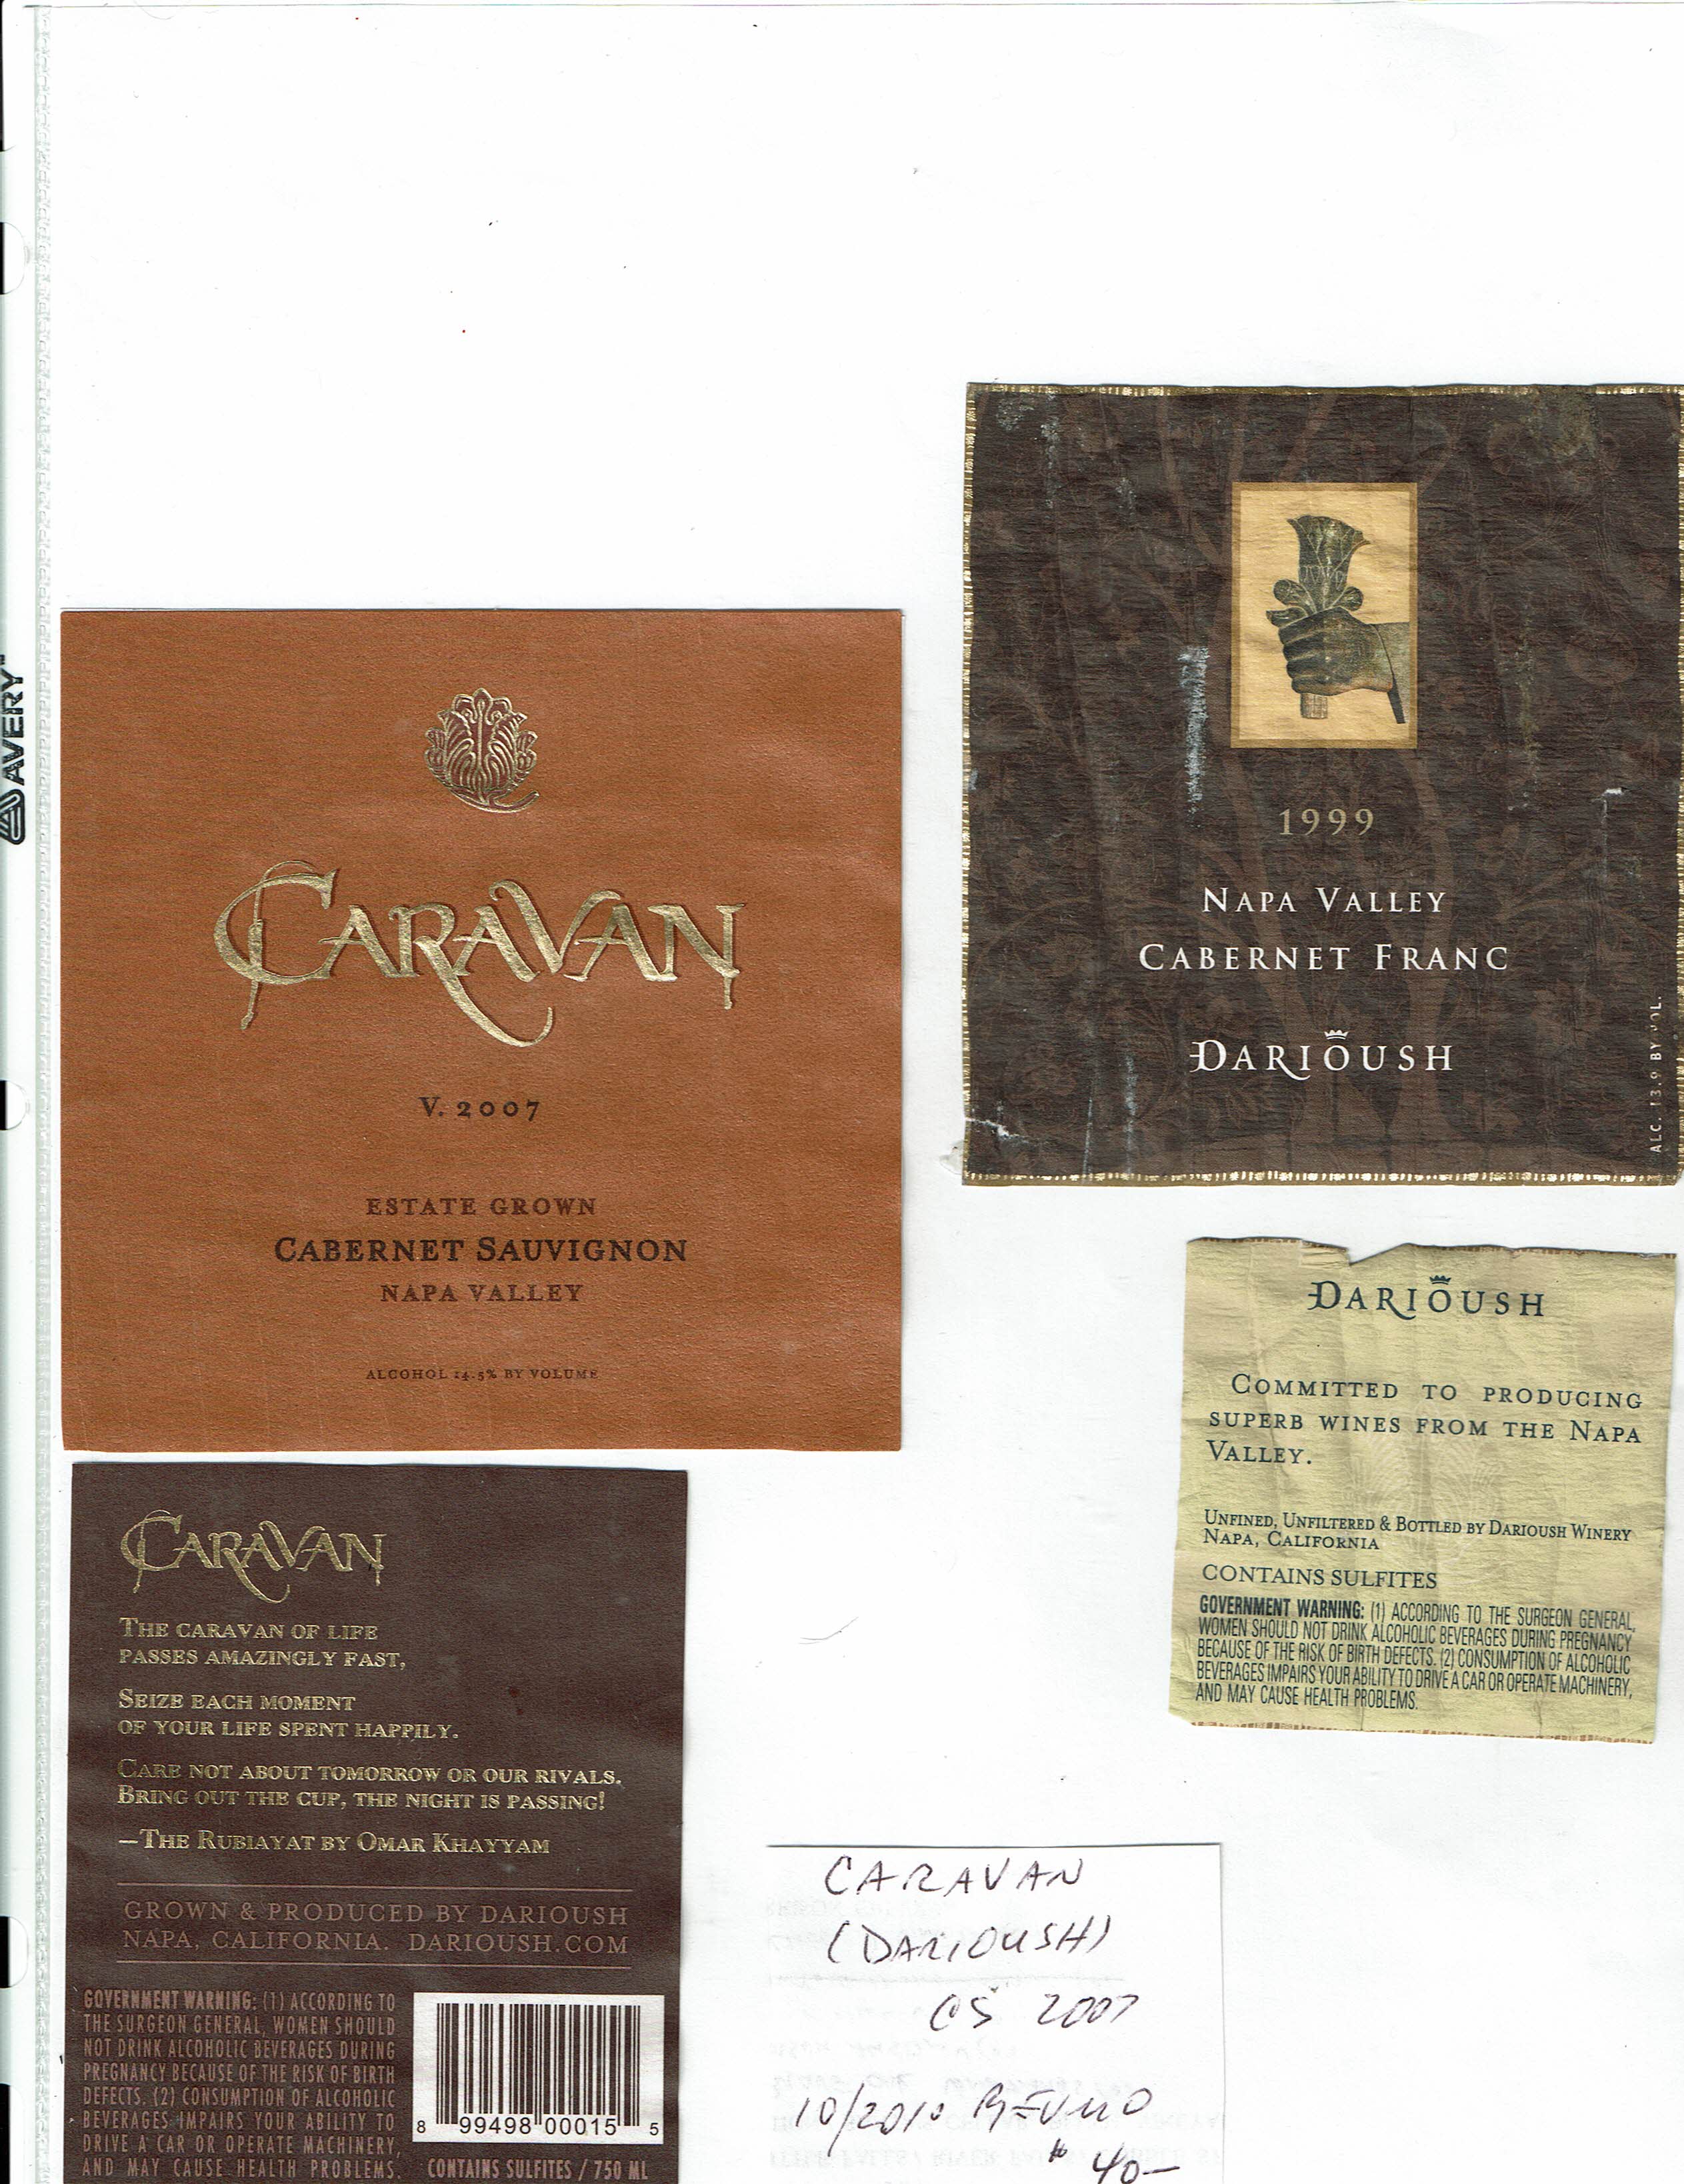 AVERY
CARAVAN
V. 2007
ESTATE GROWN
CABERNET SAUVIGNON
NAPA VALLEY
ALCOHOL 14.5% BY VOLUME
1999
NAPA VALLEY
CABERNET FRANC
DARIOUSH
ALC. 13.9 BY VOL.
DARIOUSH
COMMITTED TO PRODUCING
SUPERB WINES FROM THE NAPA
VALLEY.
UNFINED, UNFILTERED & BOTTLED BY DARIOUSH WINERY
NAPA, CALIFORNIA
CONTAINS SULFITES
GOVERNMENT WARNING: (1) ACCORDING TO THE SURGEON GENERAL,
WOMEN SHOULD NOT DRINK ALCOHOLIC BEVERAGES DURING PREGNANCY
BECAUSE OF THE RISK OF BIRTH DEFECTS. (2) CONSUMPTION OF ALCOHOLIC
BEVERAGES IMPAIRS YOUR ABILITY TO DRIVE A CAR OR OPERATE MACHINERY,
AND MAY CAUSE HEALTH PROBLEMS.
CARAVAN
THE CARAVAN OF LIFE
PASSES AMAZINGLY FAST,
SEIZE EACH MOMENT
OF YOUR LIFE SPENT HAPPILY.
CARE NOT ABOUT TOMORROW OR OUR RIVALS.
BRING OUT THE CUP, THE NIGHT IS PASSING!
—THE RUBIAYAT BY OMAR KHAYYAM
GROWN & PRODUCED BY DARIOUSH
NAPA, CALIFORNIA. DARIOUSH.COM
GOVERNMENT WARNING: (1) ACCORDING TO
THE SURGEON GENERAL, WOMEN SHOULD
NOT DRINK ALCOHOLIC BEVERAGES DURING
PREGNANCY BECAUSE OF THE RISK OF BIRTH
DEFECTS. (2) CONSUMPTION OF ALCOHOLIC
BEVERAGES IMPAIRS YOUR ABILITY TO
DRIVE A CAR OR OPERATE MACHINERY,
AND MAY CAUSE HEALTH PROBLEMS.
8 99498 00015 5
CONTAINS SULFITES / 750 ML
CARAVAN
(DARIOUSH)
CS 2007
10/2010
$ 40—